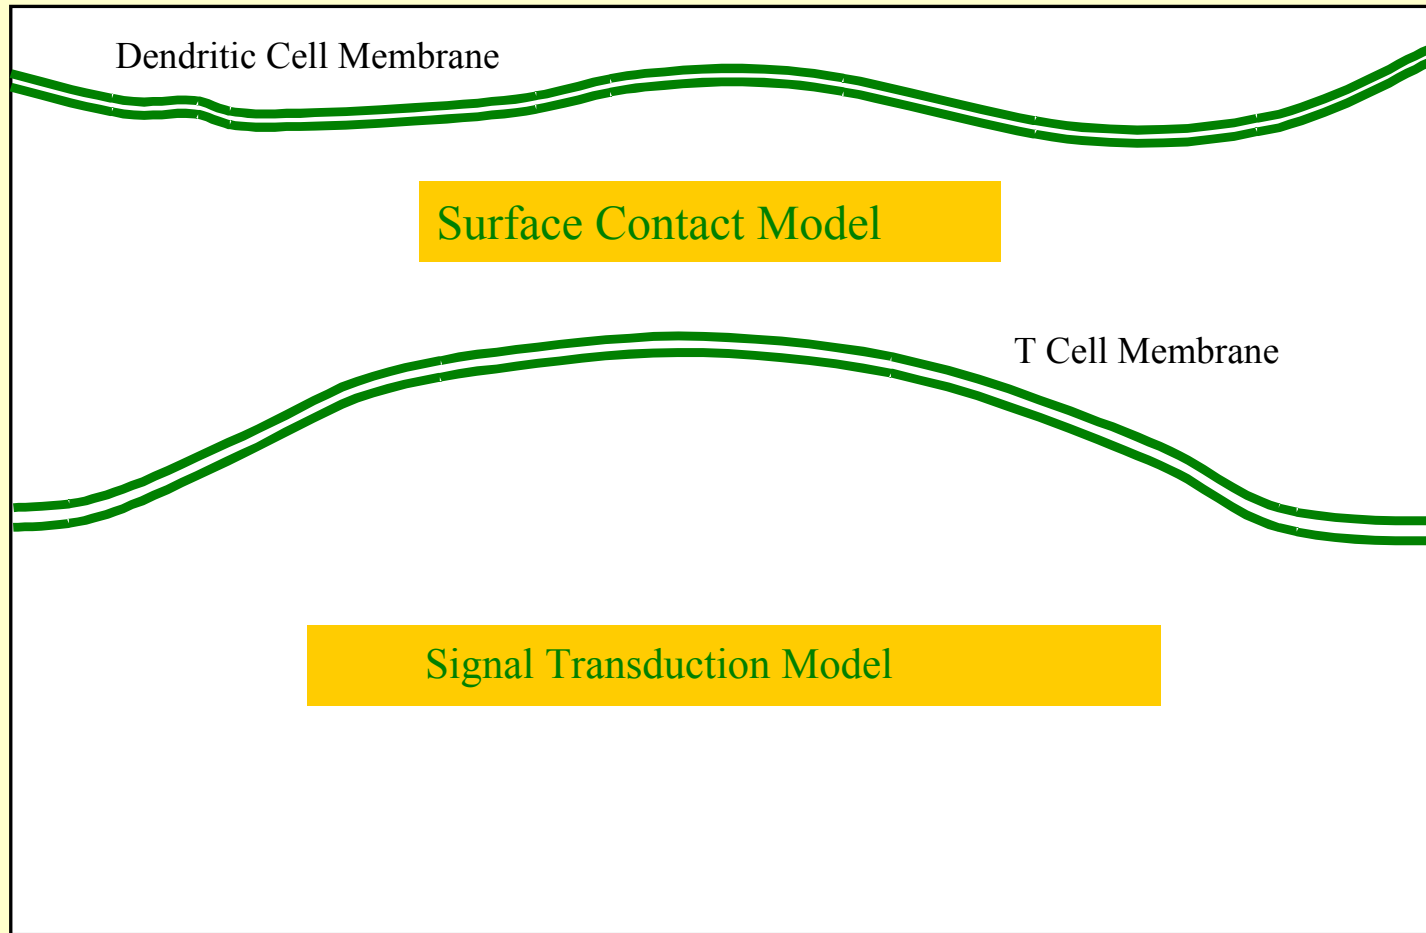 Dendritic Cell Membrane
Surface Contact Model
T Cell Membrane
Signal Transduction Model